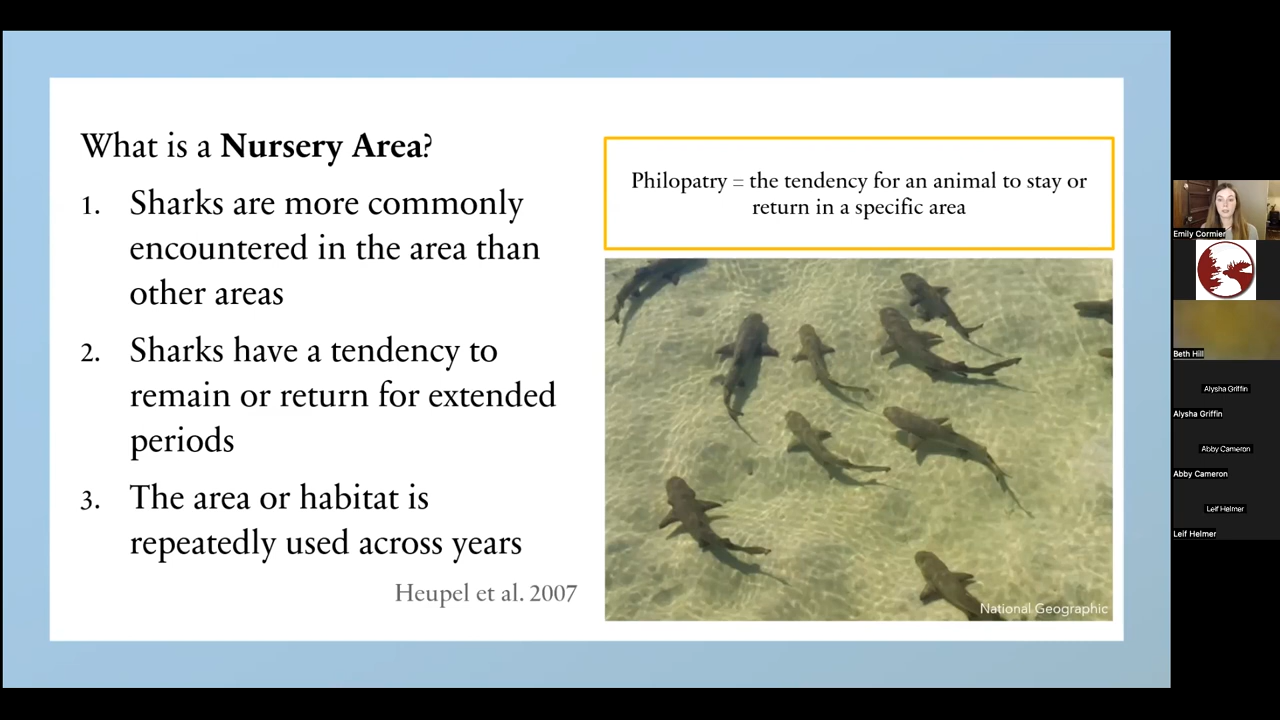 What is a Nursery Area?
1. Sharks are more commonly
encountered in the area than
other areas
2. Sharks have a tendency to
remain or return for extended
periods
3. The area or habitat is
repeatedly used across years
Heupel et al. 2007
Philopatry = the tendency for an animal to stay or
return in a specific area
National Geographic
Emily Cormier
Beth Hill
Alysha Griffin
Alysha Griffin
Abby Cameron
Abby Cameron
Leif Helmer
Leif Helmer